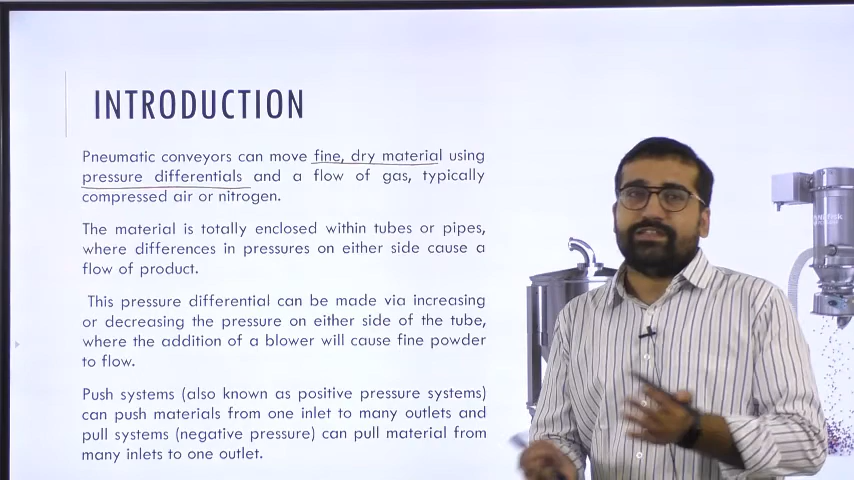 INTRODUCTION
Pneumatic conveyors can move fine, dry material using
pressure differentials and a flow of gas, typically
compressed air or nitrogen.
The material is totally enclosed within tubes or pipes,
where differences in pressures on either side cause a
flow of product.
This pressure differential can be made via increasing
or decreasing the pressure on either side of the tube,
where the addition of a blower will cause fine powder
to flow.
Push systems (also known as positive pressure systems)
can push materials from one inlet to many outlets and
pull systems (negative pressure) can pull material from
many inlets to one outlet.